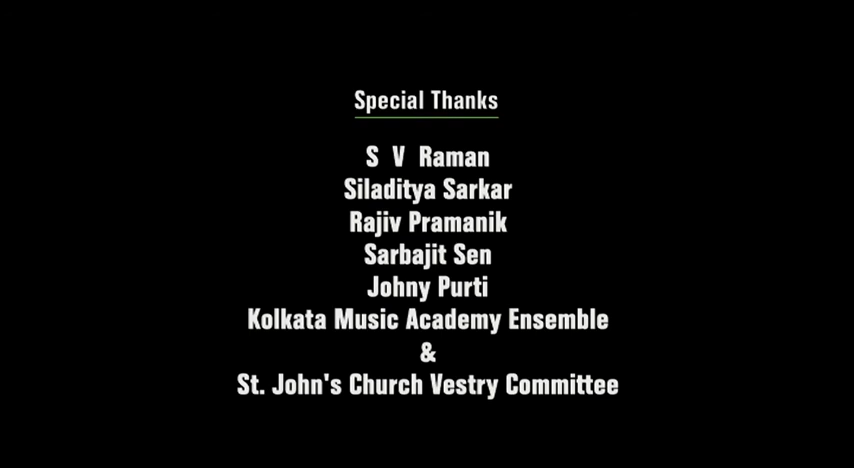 Special Thanks
S V Raman
Siladitya Sarkar
Rajiv Pramanik
Sarbajit Sen
Johny Purti
Kolkata Music Academy Ensemble
&
St. John's Church Vestry Committee